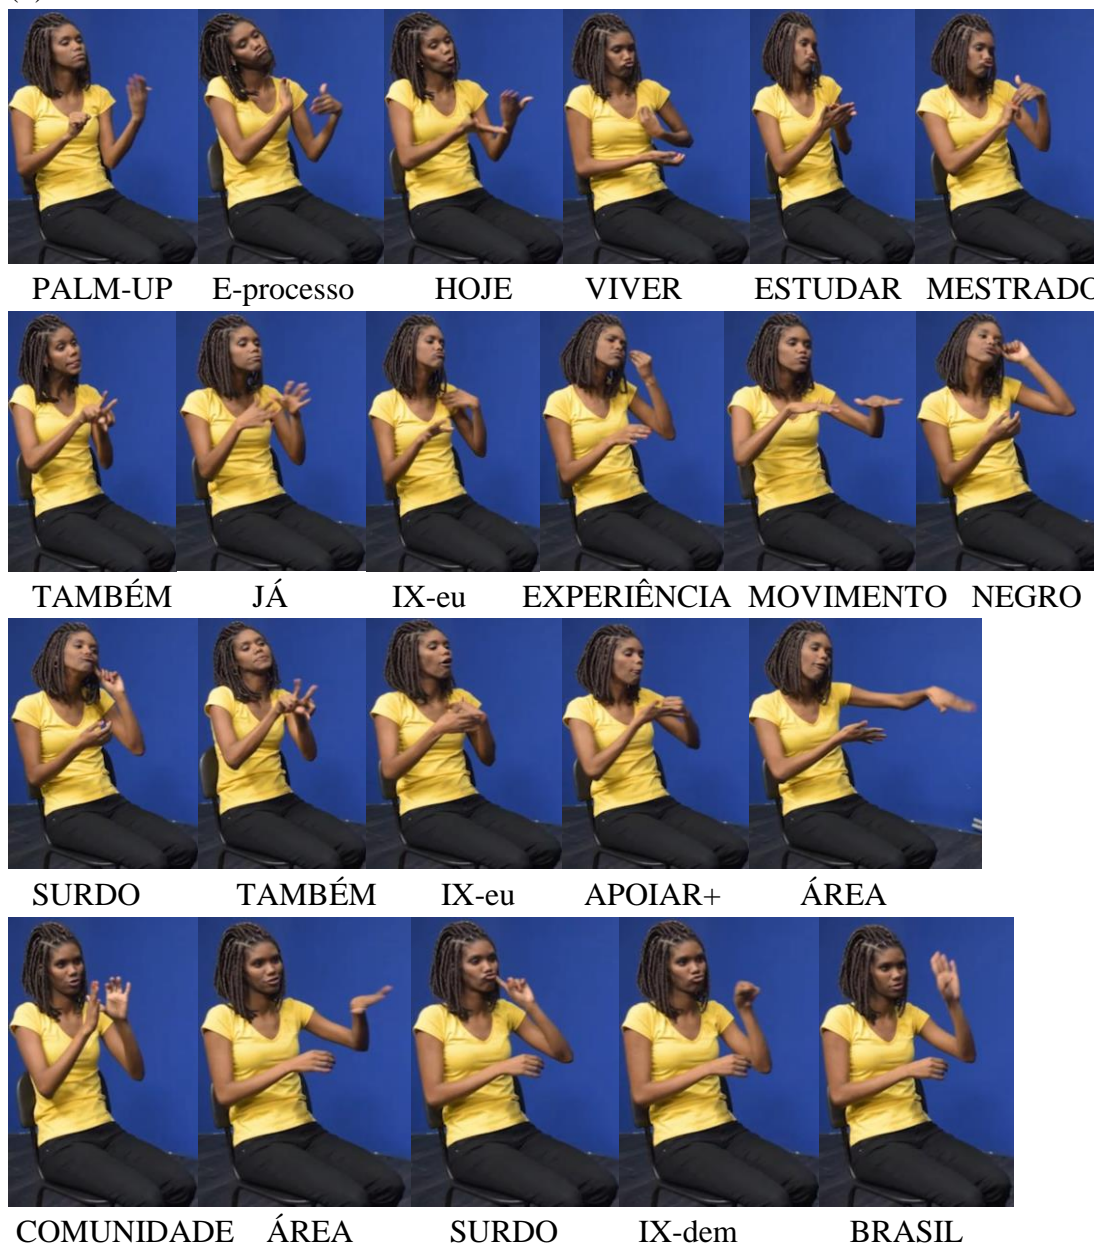 PALM-UP E-processo HOJE VIVER ESTUDAR MESTRADO
TAMBÉM JÁ IX-eu EXPERIÊNCIA MOVIMENTO NEGRO
SURDO TAMBÉM IX-eu APOIAR+ ÁREA
COMUNIDADE ÁREA SURDO IX-dem BRASIL